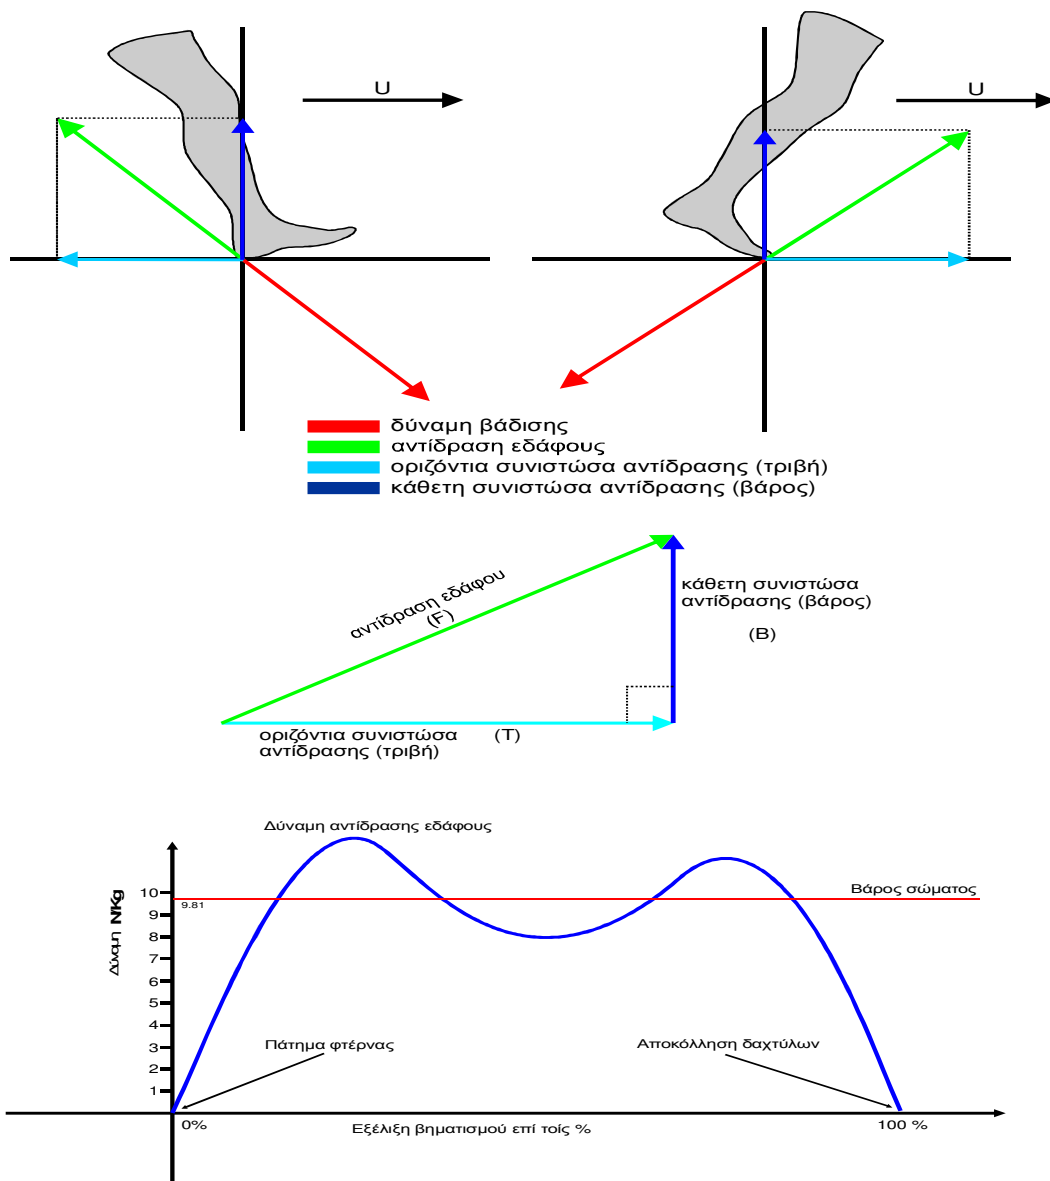 U
U
δύναμη βάδισης
αντίδραση εδάφους
οριζόντια συνιστώσα αντίδρασης (τριβή)
κάθετη συνιστώσα αντίδρασης (βάρος)
αντίδραση εδάφου
(F)
κάθετη συνιστώσα
αντίδρασης (βάρος)
(B)
οριζόντια συνιστώσα (T)
αντίδρασης (τριβή)
Δύναμη αντίδρασης εδάφους
Βάρος σώματος
Δύναμη N/Kg
10
9.81
9
8
7
6
5
4
3
2
1
Πάτημα φτέρνας
Αποκόλληση δαχτύλων
0%
Εξέλιξη βηματισμού επί τοίς %
100 %